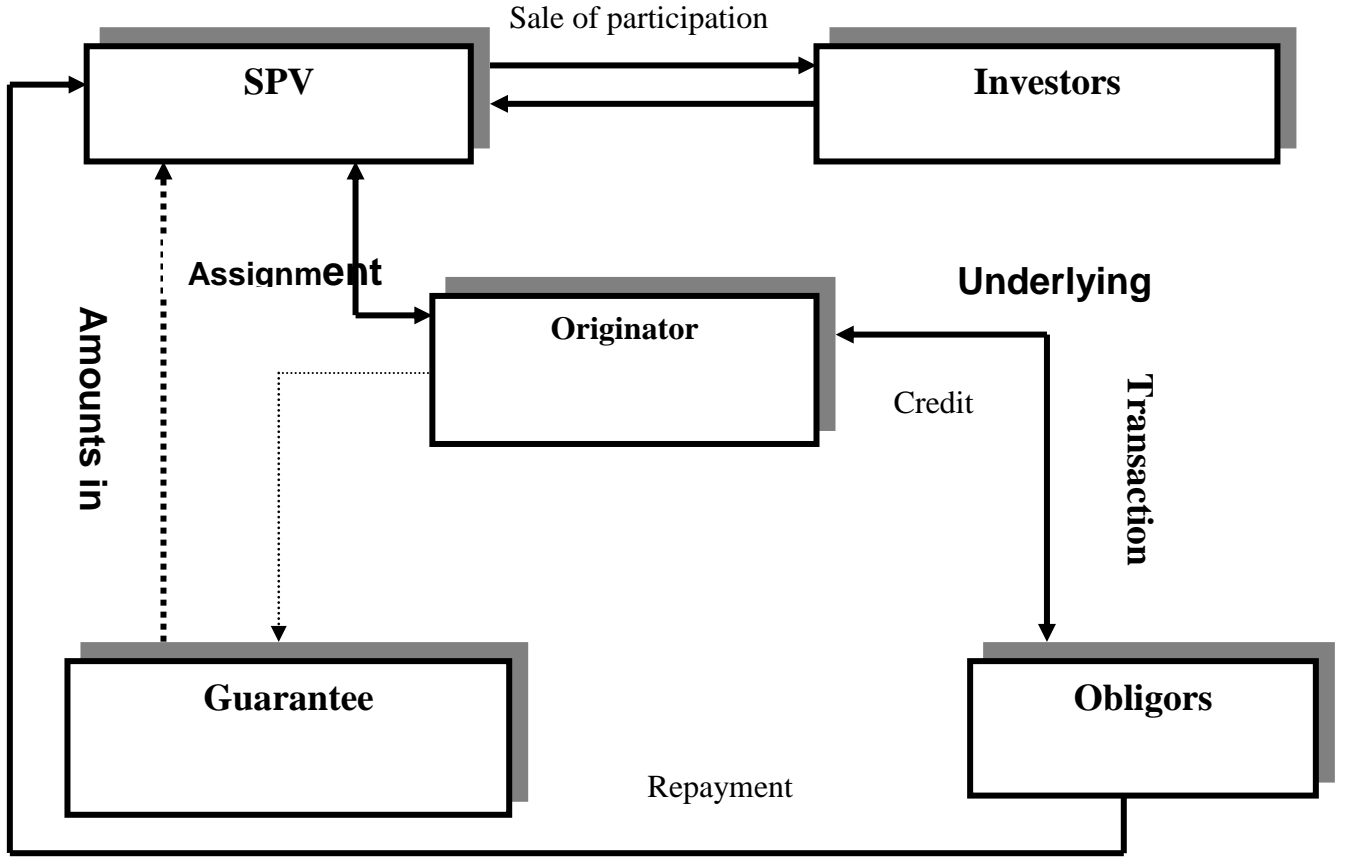 Sale of participation
SPV
Investors
Assignment
Underlying
Amounts in
Originator
Credit
Transaction
Guarantee
Obligors
Repayment